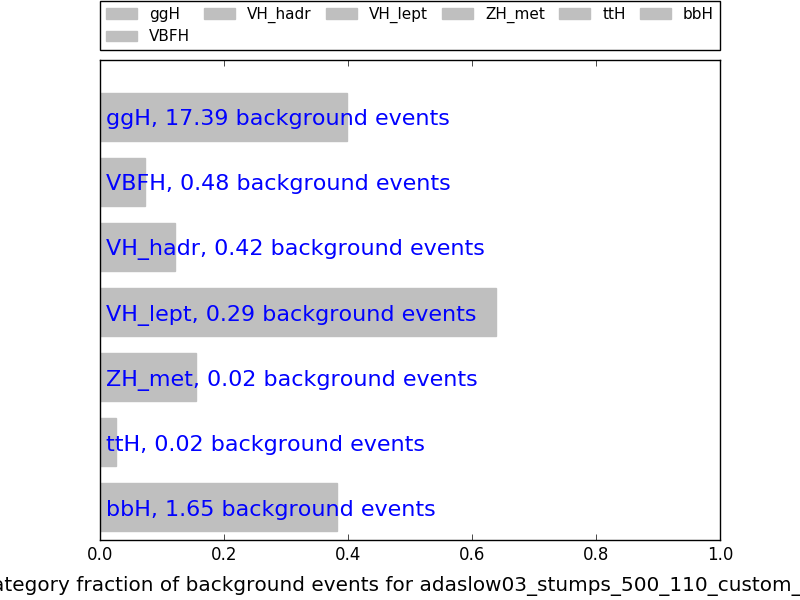 ggH VH_hadr VH_lept ZH_met ttH bbH
VBFH
ggH, 17.39 background events
VBFH, 0.48 background events
VH_hadr, 0.42 background events
VH_lept, 0.29 background events
ZH_met, 0.02 background events
ttH, 0.02 background events
bbH, 1.65 background events
0.0 0.2 0.4 0.6 0.8 1.0
ategory fraction of background events for adaslow03_stumps_500_110_custom_